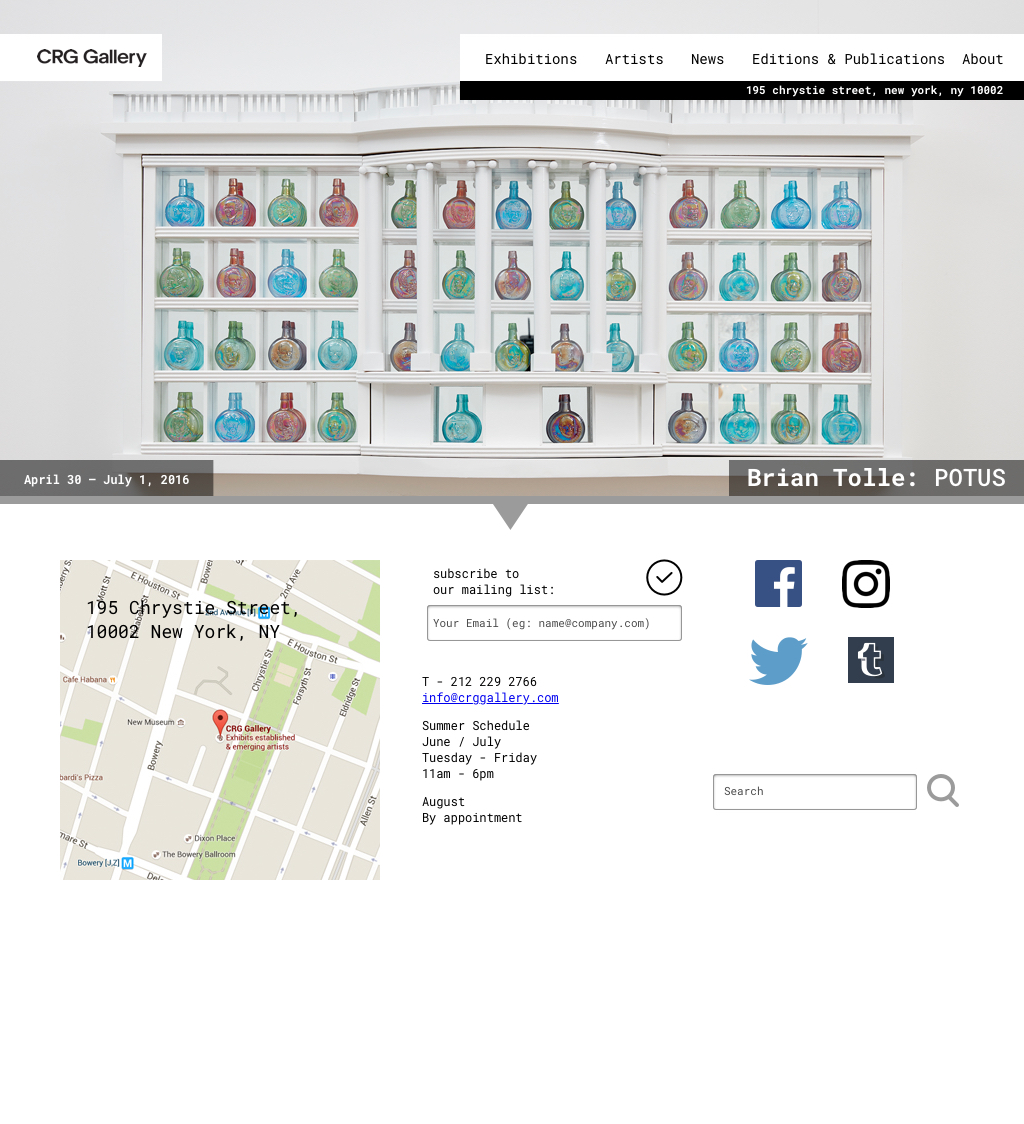 CRG Gallery
Exhibitions Artists News Editions & Publications About
195 chrystie street, new york, ny 10002
April 30 – July 1, 2016
Brian Tolle: POTUS
195 Chrystie Street,
10002 New York, NY
E Houston St
2nd Ave
Mott St
2nd Avenue [F] M
E Houston St
Chrystie St
Forsyth St
Eldridge St
Cafe Habana
New Museum
Bowery
CRG Gallery
Exhibits established
& emerging artists
Allen St
Dixon Place
The Bowery Ballroom
Bowery [J,Z] M
subscribe to
our mailing list:
Your Email (eg: name@company.com)
T - 212 229 2766
info@crggallery.com
Summer Schedule
June / July
Tuesday - Friday
11am - 6pm
August
By appointment
f
t
Search